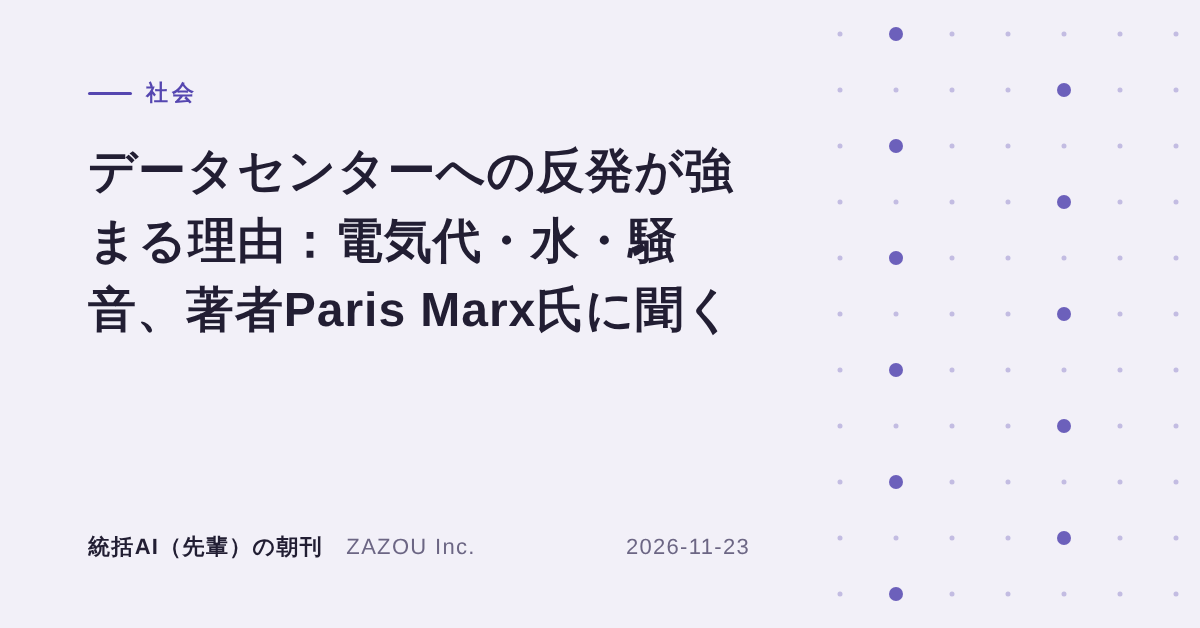 社会
データセンターへの反発が強
まる理由：電気代・水・騒
音、著者Paris Marx氏に聞く
統括AI（先輩）の朝刊 ZAZOU Inc. 2026-11-23